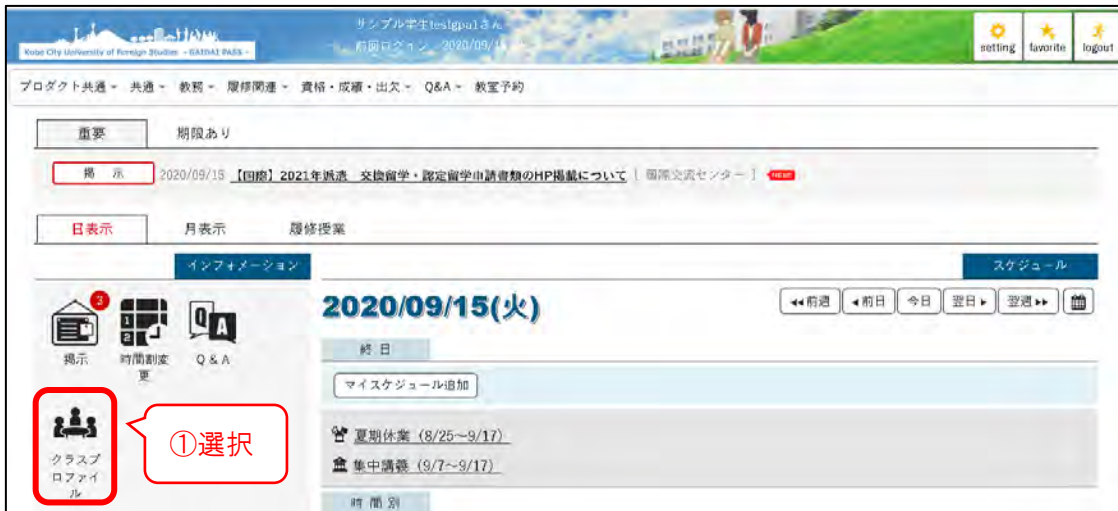 サンプル学生tesigpa1さん
前回ログイン 2020/09/1
Kobe City University of Foreign Studies - GAIDAI PASS -
setting favorite logout
プロダクト共通 共通 教務 履修関連 資格・成績・出欠 Q&A 教室予約
重要 期限あり
掲 示 2020/09/15 【国際】2021年派遣 交換留学・認定留学申請書類のHP掲載について [ 国際交流センター ] NEW
日表示 月表示 履修授業
インフォメーション スケジュール
2020/09/15(火) 前週 前日 今日 翌日 翌週
3
掲示 時間割変更 Q & A
終 日
マイスケジュール追加
夏期休業 (8/25～9/17)
集中講義 (9/7～9/17)
クラスプ
ロファイ
ル
①選択
時 間 別